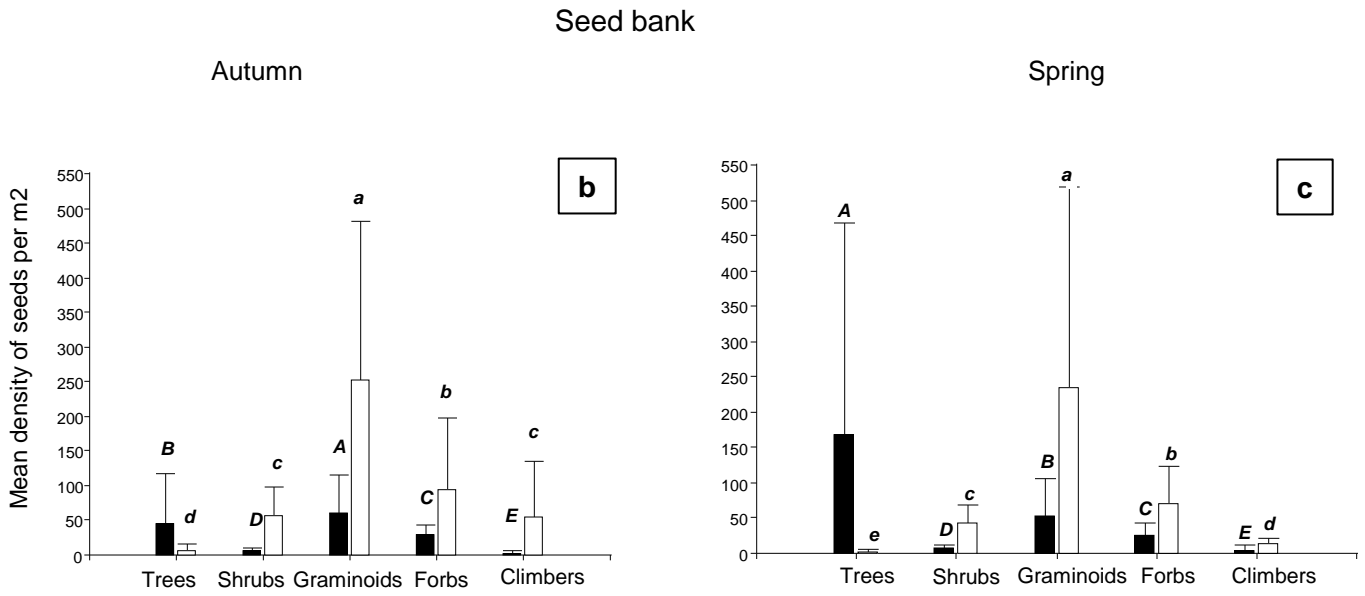 Seed bank
Autumn
Spring
Mean density of seeds per m2
b
550
500
450
400
350
300
250
200
150
100
50
0
B
d
D
c
A
a
C
b
E
c
Trees Shrubs Graminoids Forbs Climbers
c
550
500
450
400
350
300
250
200
150
100
50
0
A
e
D
c
B
a
C
b
E
d
Trees Shrubs Graminoids Forbs Climbers